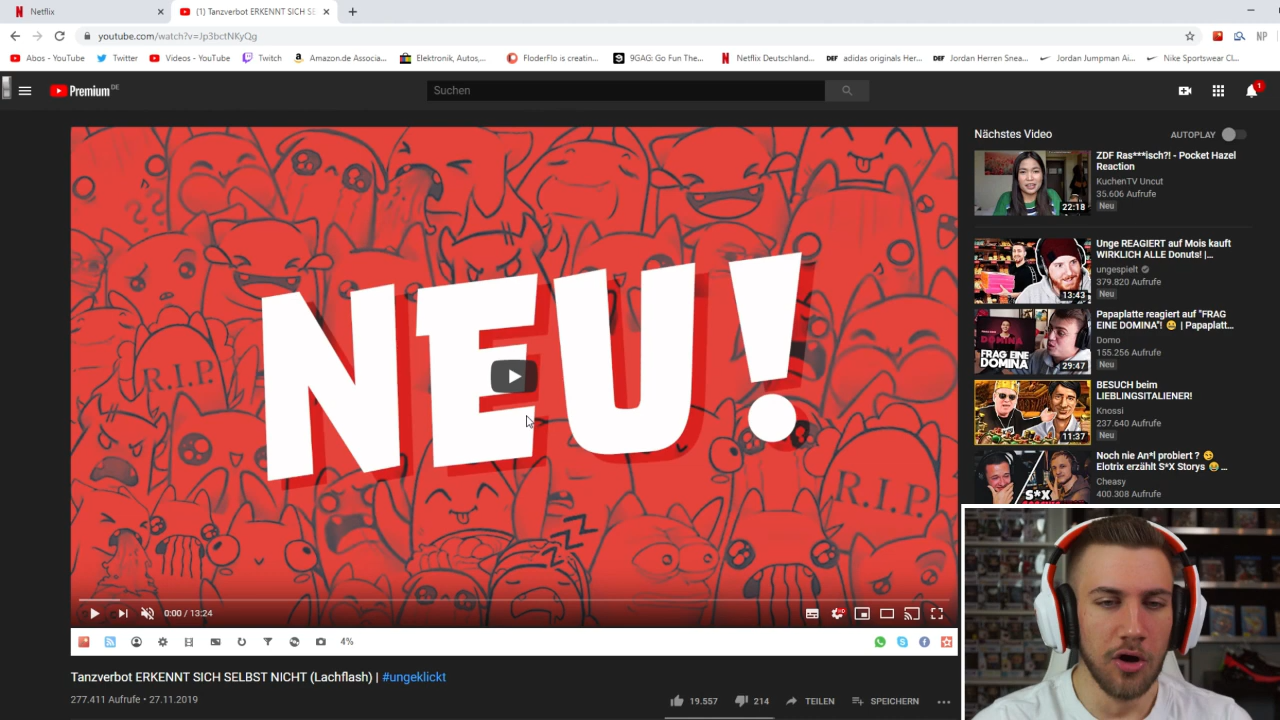 Netflix
(1) Tanzverbot ERKENNT SICH SE
youtube.com/watch?v=Jp3bctNKyQg
NP
Abos - YouTube
Twitter
Videos - YouTube
Twitch
Amazon.de Associa...
Elektronik, Autos,...
FloderFlo is creatin...
9GAG: Go Fun The...
Netflix Deutschland...
adidas originals Her...
Jordan Herren Snea...
Jordan Jumpman Ai...
Nike Sportswear Cl...
Premium DE
Suchen
1
NEU!
R.I.P.
R.I.P.
0:00 / 13:24
HD
4%
Tanzverbot ERKENNT SICH SELBST NICHT (Lachflash) | #ungeklickt
277.411 Aufrufe • 27.11.2019
19.557
214
TEILEN
SPEICHERN
Nächstes Video
AUTOPLAY
22:18
ZDF Ras***isch?! - Pocket Hazel
Reaction
KuchenTV Uncut
35.606 Aufrufe
Neu
13:43
Unge REAGIERT auf Mois kauft
WIRKLICH ALLE Donuts! |...
ungespielt
379.820 Aufrufe
Neu
DOMINA
FRAG EINE
DOMINA
29:47
Papaplatte reagiert auf "FRAG
EINE DOMINA"! 😀 | Papaplatt...
Domo
155.256 Aufrufe
Neu
11:37
BESUCH beim
LIEBLINGSITALIENER!
Knossi
237.640 Aufrufe
Neu
S*X
Noch nie An*l probiert ? 😏
Elotrix erzählt S*X Storys 😂 ...
Cheasy
400.308 Aufrufe